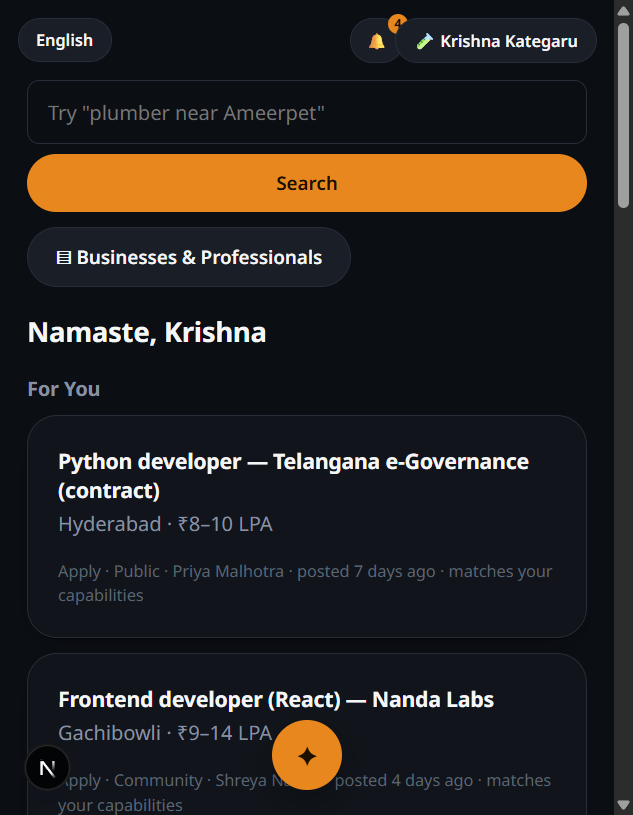 English
4
Krishna Kategaru
Try "plumber near Ameerpet"
Search
Businesses & Professionals
Namaste, Krishna
For You
Python developer — Telangana e-Governance
(contract)
Hyderabad · ₹8–10 LPA
Apply · Public · Priya Malhotra · posted 7 days ago · matches your
capabilities
Frontend developer (React) — Nanda Labs
Gachibowli · ₹9–14 LPA
Apply · Community · Shreya posted 4 days ago · matches
N
your capabilities